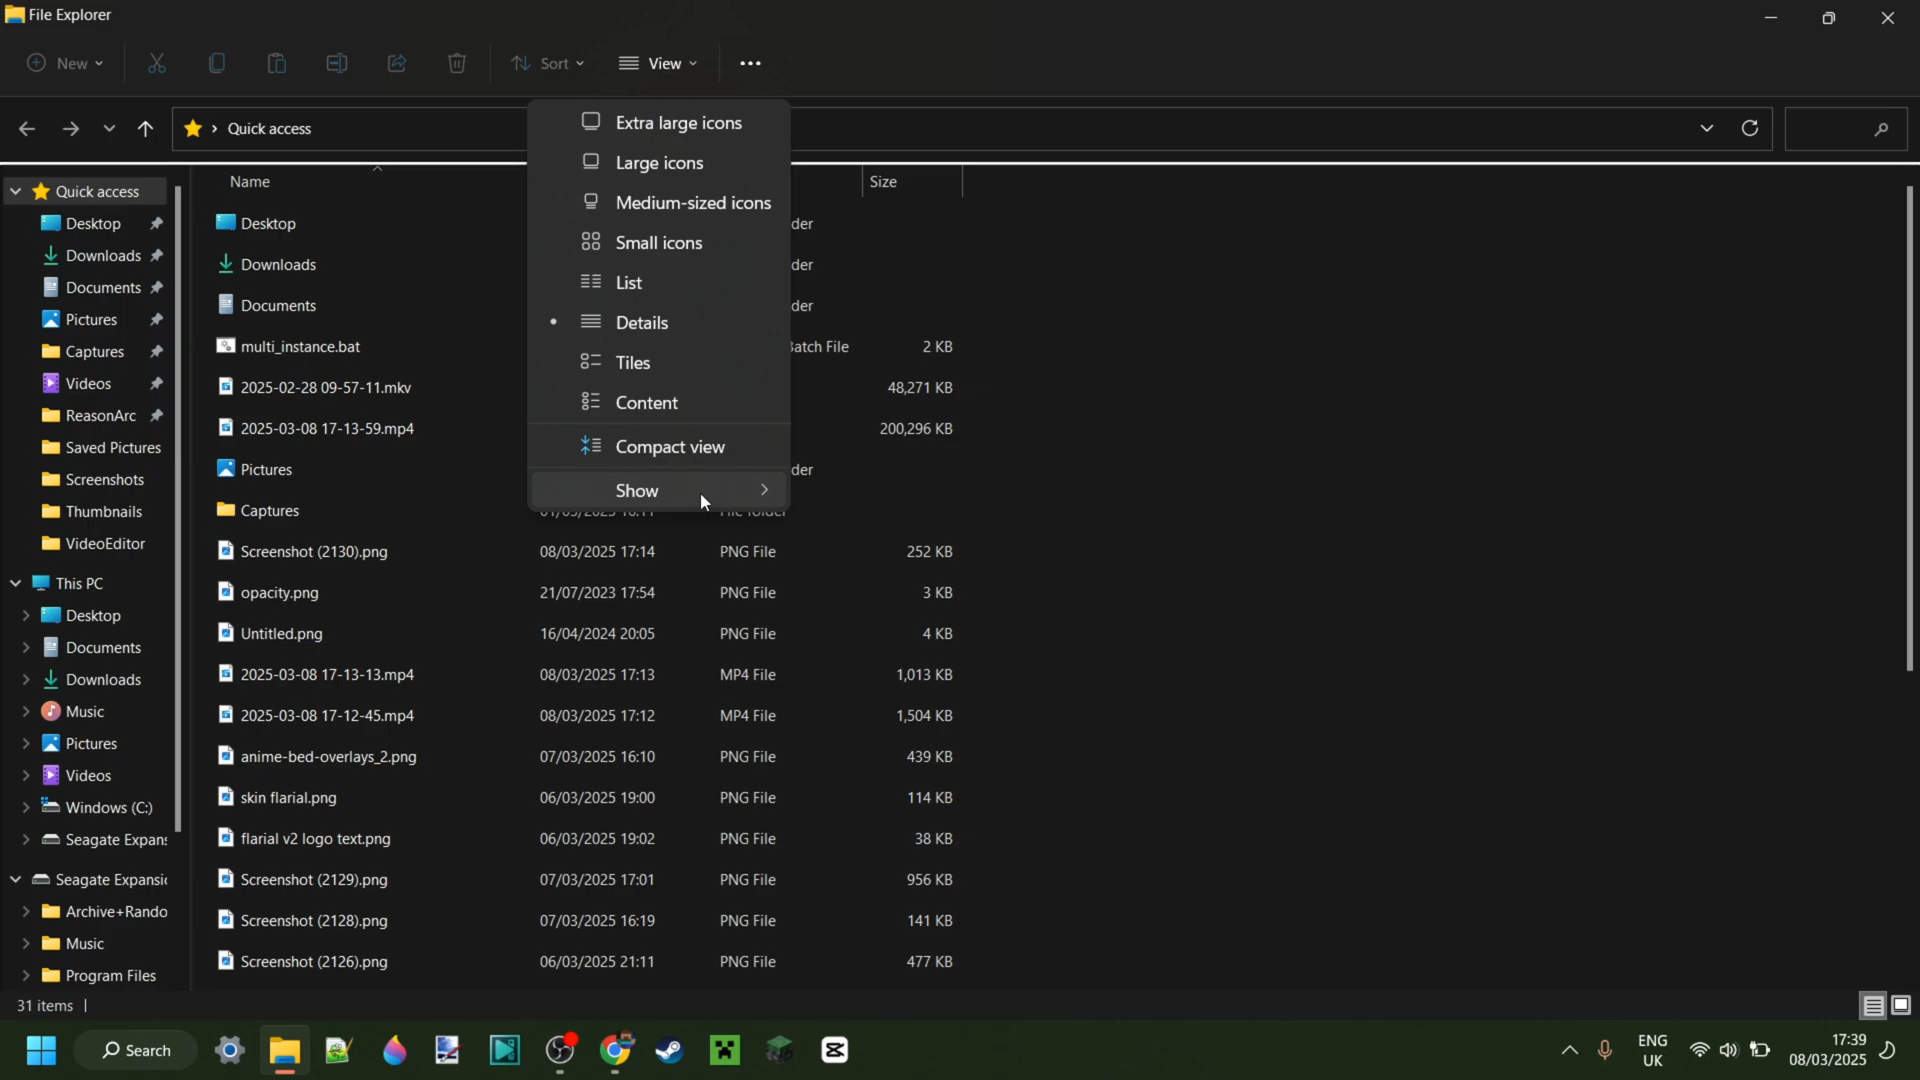 File Explorer
New
Sort
View
Quick access
Extra large icons
Large icons
Medium-sized icons
Small icons
List
Details
Tiles
Content
Compact view
Show
Name
Size
Quick access
Desktop
Downloads
Documents
Pictures
Captures
Videos
ReasonArc
Saved Pictures
Screenshots
Thumbnails
VideoEditor
This PC
Desktop
Documents
Downloads
Music
Pictures
Videos
Windows (C:)
Seagate Expans
Seagate Expansi
Archive+Rando
Music
Program Files
Desktop der
Downloads der
Documents der
multi_instance.bat Batch File 2 KB
2025-02-28 09-57-11.mkv 48,271 KB
2025-03-08 17-13-59.mp4 200,296 KB
Pictures der
Captures
Screenshot (2130).png 08/03/2025 17:14 PNG File 252 KB
opacity.png 21/07/2023 17:54 PNG File 3 KB
Untitled.png 16/04/2024 20:05 PNG File 4 KB
2025-03-08 17-13-13.mp4 08/03/2025 17:13 MP4 File 1,013 KB
2025-03-08 17-12-45.mp4 08/03/2025 17:12 MP4 File 1,504 KB
anime-bed-overlays_2.png 07/03/2025 16:10 PNG File 439 KB
skin flarial.png 06/03/2025 19:00 PNG File 114 KB
flarial v2 logo text.png 06/03/2025 19:02 PNG File 38 KB
Screenshot (2129).png 07/03/2025 17:01 PNG File 956 KB
Screenshot (2128).png 07/03/2025 16:19 PNG File 141 KB
Screenshot (2126).png 06/03/2025 21:11 PNG File 477 KB
31 items
Search
ENG
UK
17:39
08/03/2025